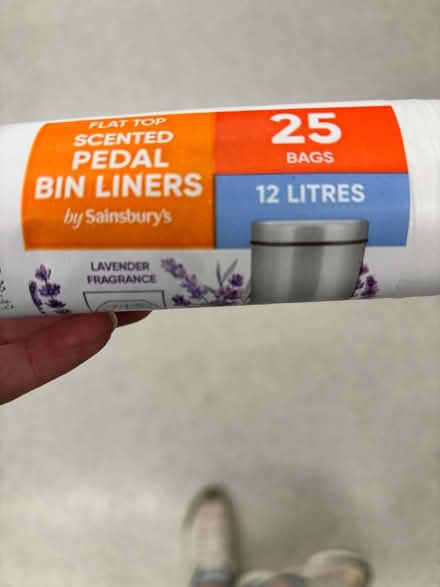 FLAT TOP
SCENTED
PEDAL
BIN LINERS
by Sainsbury's
25
BAGS
12 LITRES
LAVENDER
FRAGRANCE